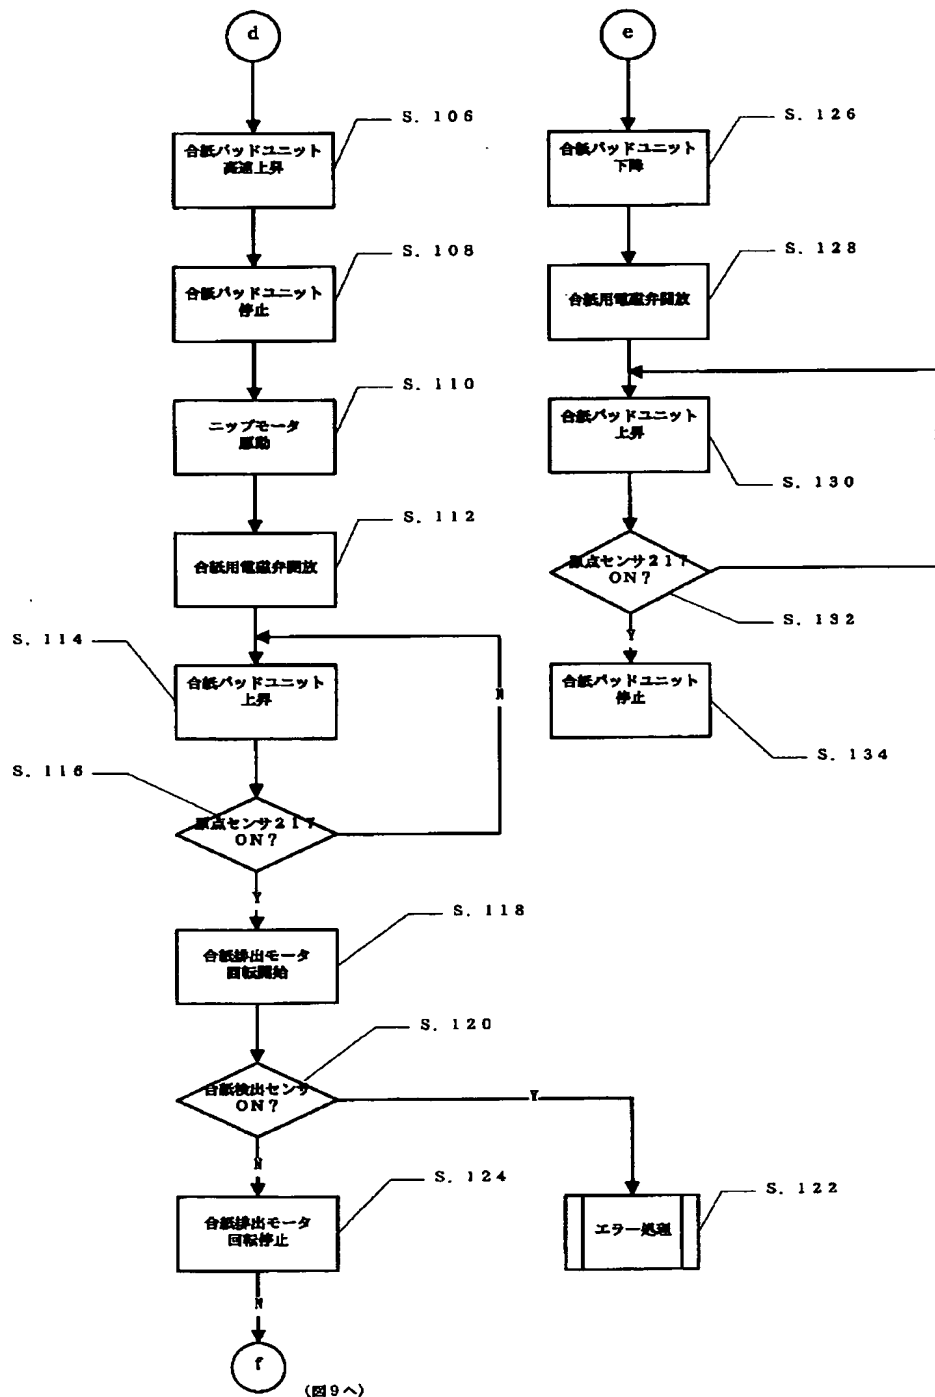 d
S. 106
合紙パッドユニット
高速上昇
S. 108
合紙パッドユニット
停止
S. 110
ニップモータ
駆動
S. 112
合紙用電磁弁開放
S. 114
合紙パッドユニット
上昇
N
S. 116
原点センサ217
ON?
Y
S. 118
合紙排出モータ
回転開始
S. 120
合紙検出センサ
ON?
Y
N
S. 124
合紙排出モータ
回転停止
S. 122
エラー処理
N
f
(図9へ)
e
S. 126
合紙パッドユニット
下降
S. 128
合紙用電磁弁開放
合紙パッドユニット
上昇
S. 130
原点センサ217
ON?
S. 132
Y
合紙パッドユニット
停止
S. 134